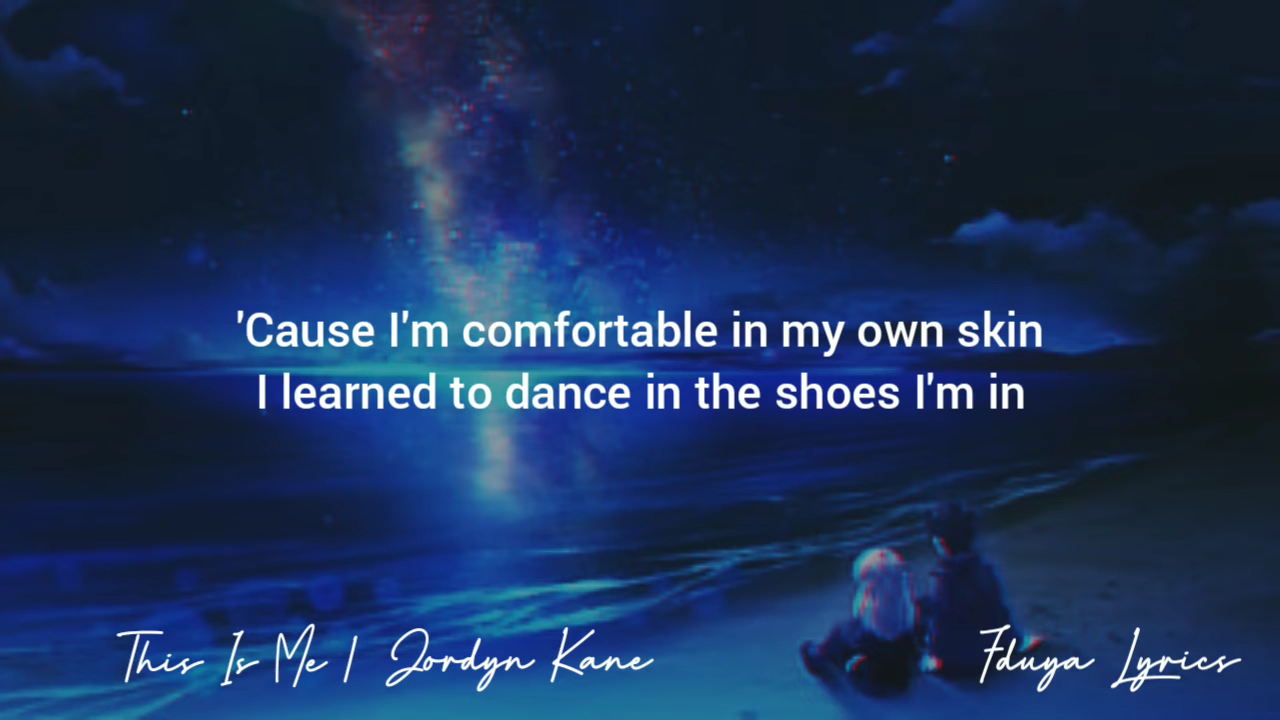 'Cause I'm comfortable in my own skin
I learned to dance in the shoes I'm in
This Is Me | Jordyn Kane
Fduya Lyrics